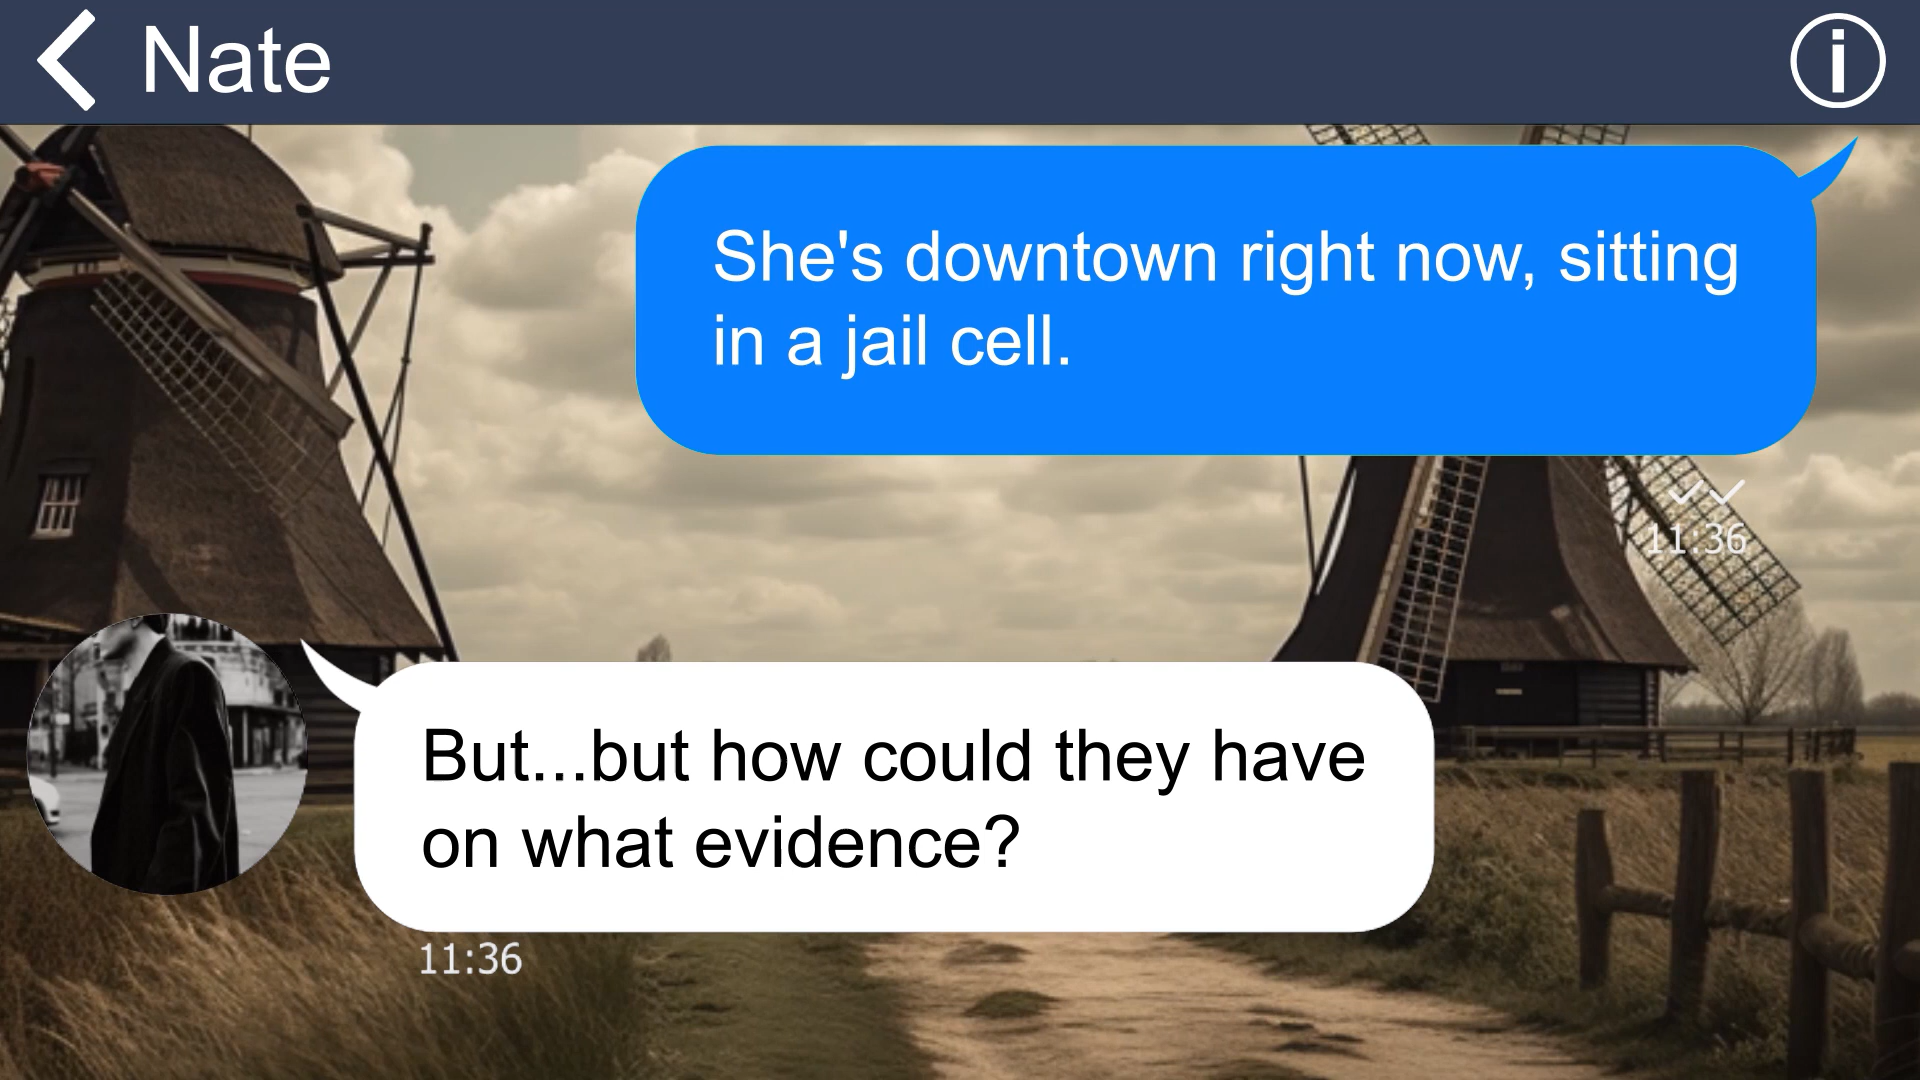 Nate
She's downtown right now, sitting
in a jail cell.
11:36
But...but how could they have
on what evidence?
11:36